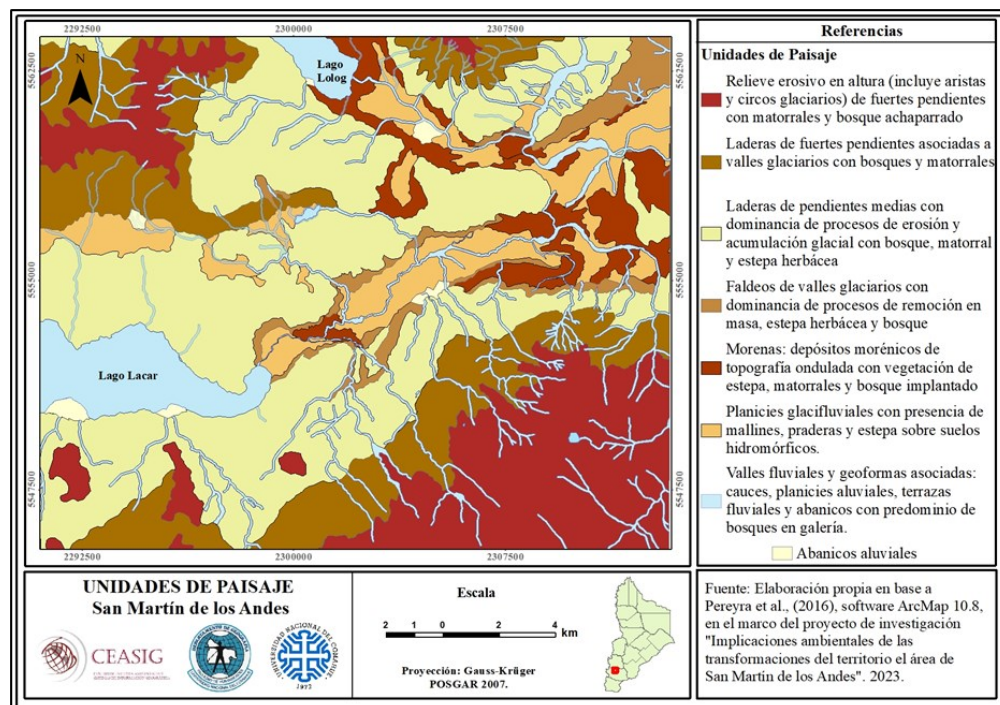 2292500
2300000
2307500
5562500
5562500
N
Lago
Lolog
5555000
5555000
Lago Lacar
5547500
5547500
2292500
2300000
2307500
Referencias
Unidades de Paisaje
Relieve erosivo en altura (incluye aristas
y circos glaciarios) de fuertes pendientes
con matorrales y bosque achaparrado
Laderas de fuertes pendientes asociadas a
valles glaciarios con bosques y matorrales
Laderas de pendientes medias con
dominancia de procesos de erosión y
acumulación glacial con bosque, matorral
y estepa herbácea
Faldeos de valles glaciarios con
dominancia de procesos de remoción en
masa, estepa herbácea y bosque
Morenas: depósitos morénicos de
topografía ondulada con vegetación de
estepa, matorrales y bosque implantado
Planicies glacifluviales con presencia de
mallines, praderas y estepa sobre suelos
hidromórficos.
Valles fluviales y geoformas asociadas:
cauces, planicies aluviales, terrazas
fluviales y abanicos con predominio de
bosques en galería.
Abanicos aluviales
UNIDADES DE PAISAJE
San Martín de los Andes
CEASIG
UNIVERSIDAD NACIONAL DEL COMAHUE
1972
Escala
2 1 0 2 4 km
Proyección: Gauss-Krüger
POSGAR 2007.
Fuente: Elaboración propia en base a
Pereyra et al., (2016), software ArcMap 10.8,
en el marco del proyecto de investigación
"Implicaciones ambientales de las
transformaciones del territorio el área de
San Martín de los Andes". 2023.